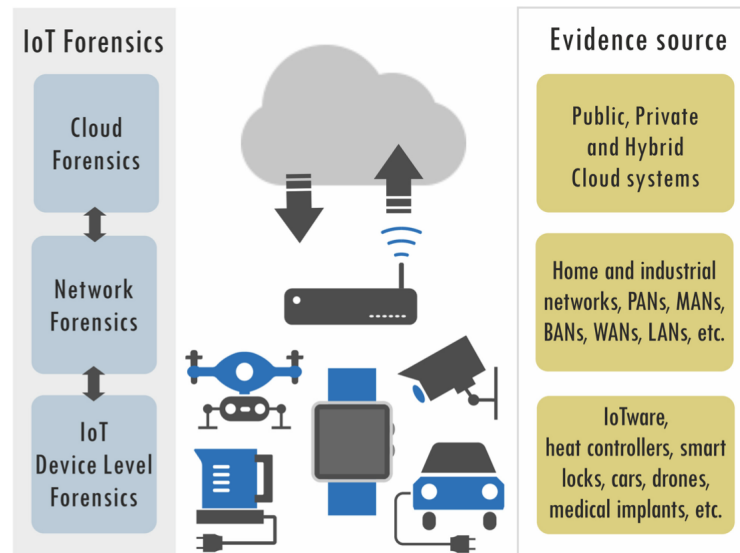 IoT Forensics
Cloud
Forensics
Network
Forensics
IoT
Device Level
Forensics
Evidence source
Public, Private
and Hybrid
Cloud systems
Home and industrial
networks, PANs, MANs,
BANs, WANs, LANs, etc.
IoTware,
heat controllers, smart
locks, cars, drones,
medical implants, etc.